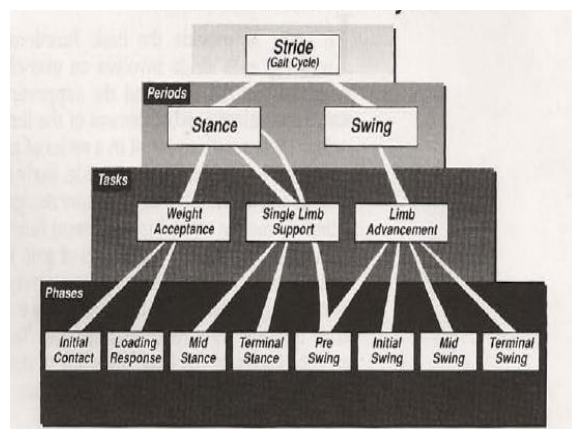 Stride
(Gait Cycle)
Periods
Stance
Swing
Tasks
Weight
Acceptance
Single Limb
Support
Limb
Advancement
Phases
Initial
Contact
Loading
Response
Mid
Stance
Terminal
Stance
Pre
Swing
Initial
Swing
Mid
Swing
Terminal
Swing